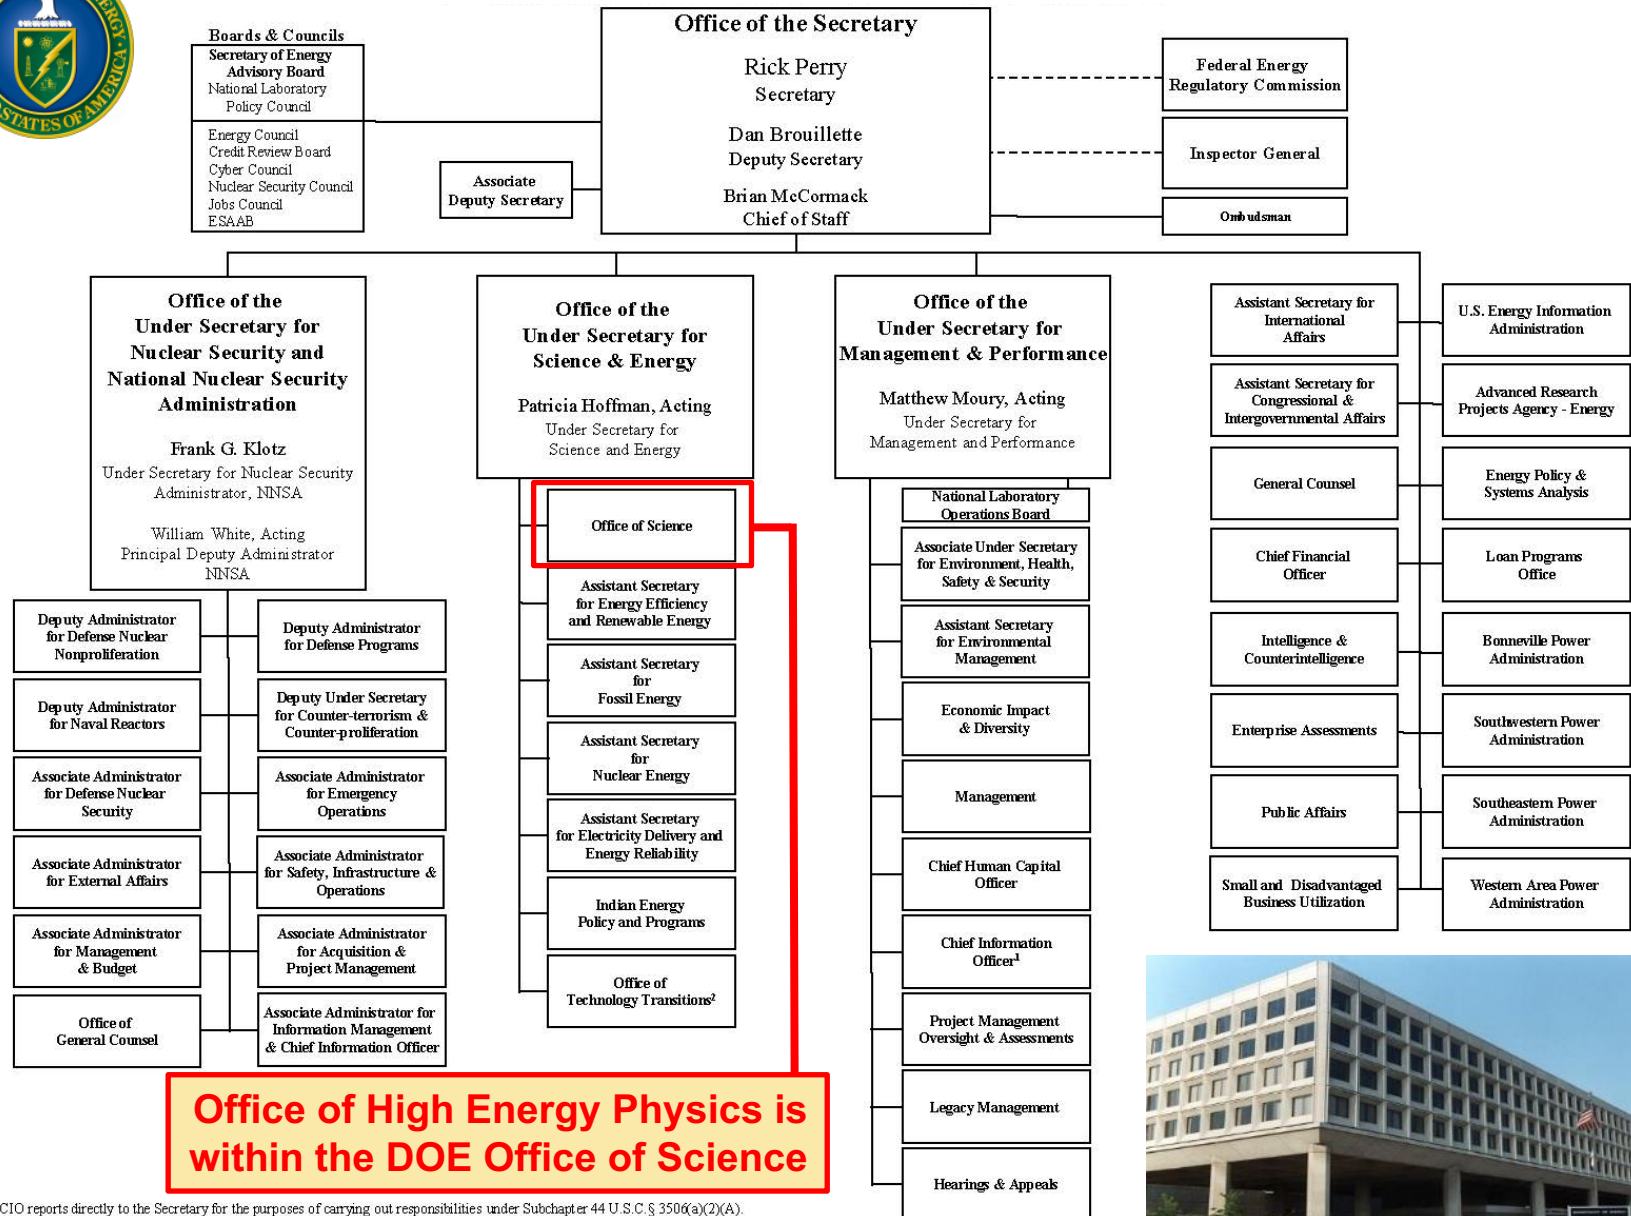 ERGY·
STATES OF AMERICA
Boards & Councils
Secretary of Energy
Advisory Board
National Laboratory
Policy Council
Energy Council
Credit Review Board
Cyber Council
Nuclear Security Council
Jobs Council
ESAAB
Associate
Deputy Secretary
Office of the Secretary
Rick Perry
Secretary
Dan Brouillette
Deputy Secretary
Brian McCormack
Chief of Staff
Federal Energy
Regulatory Commission
Inspector General
Ombudsman
Office of the
Under Secretary for
Nuclear Security and
National Nuclear Security
Administration
Frank G. Klotz
Under Secretary for Nuclear Security
Administrator, NNSA
William White, Acting
Principal Deputy Administrator
NNSA
Deputy Administrator
for Defense Nuclear
Nonproliferation
Deputy Administrator
for Defense Programs
Deputy Administrator
for Naval Reactors
Deputy Under Secretary
for Counter-terrorism &
Counter-proliferation
Associate Administrator
for Defense Nuclear
Security
Associate Administrator
for Emergency
Operations
Associate Administrator
for External Affairs
Associate Administrator
for Safety, Infrastructure &
Operations
Associate Administrator
for Management
& Budget
Associate Administrator
for Acquisition &
Project Management
Office of
General Counsel
Associate Administrator for
Information Management
& Chief Information Officer
Office of the
Under Secretary for
Science & Energy
Patricia Hoffman, Acting
Under Secretary for
Science and Energy
Office of Science
Assistant Secretary
for Energy Efficiency
and Renewable Energy
Assistant Secretary
for
Fossil Energy
Assistant Secretary
for
Nuclear Energy
Assistant Secretary
for Electricity Delivery and
Energy Reliability
Indian Energy
Policy and Programs
Office of
Technology Transitions²
Office of the
Under Secretary for
Management & Performance
Matthew Moury, Acting
Under Secretary for
Management and Performance
National Laboratory
Operations Board
Associate Under Secretary
for Environment, Health,
Safety & Security
Assistant Secretary
for Environmental
Management
Economic Impact
& Diversity
Management
Chief Human Capital
Officer
Chief Information
Officer¹
Project Management
Oversight & Assessments
Legacy Management
Hearings & Appeals
Assistant Secretary for
International
Affairs
U.S. Energy Information
Administration
Assistant Secretary for
Congressional &
Intergovernmental Affairs
Advanced Research
Projects Agency - Energy
General Counsel
Energy Policy &
Systems Analysis
Chief Financial
Officer
Loan Programs
Office
Intelligence &
Counterintelligence
Bonneville Power
Administration
Enterprise Assessments
Southwestern Power
Administration
Public Affairs
Southeastern Power
Administration
Small and Disadvantaged
Business Utilization
Western Area Power
Administration
Office of High Energy Physics is
within the DOE Office of Science
CIO reports directly to the Secretary for the purposes of carrying out responsibilities under Subchapter 44 U.S.C.§ 3506(a)(2)(A).